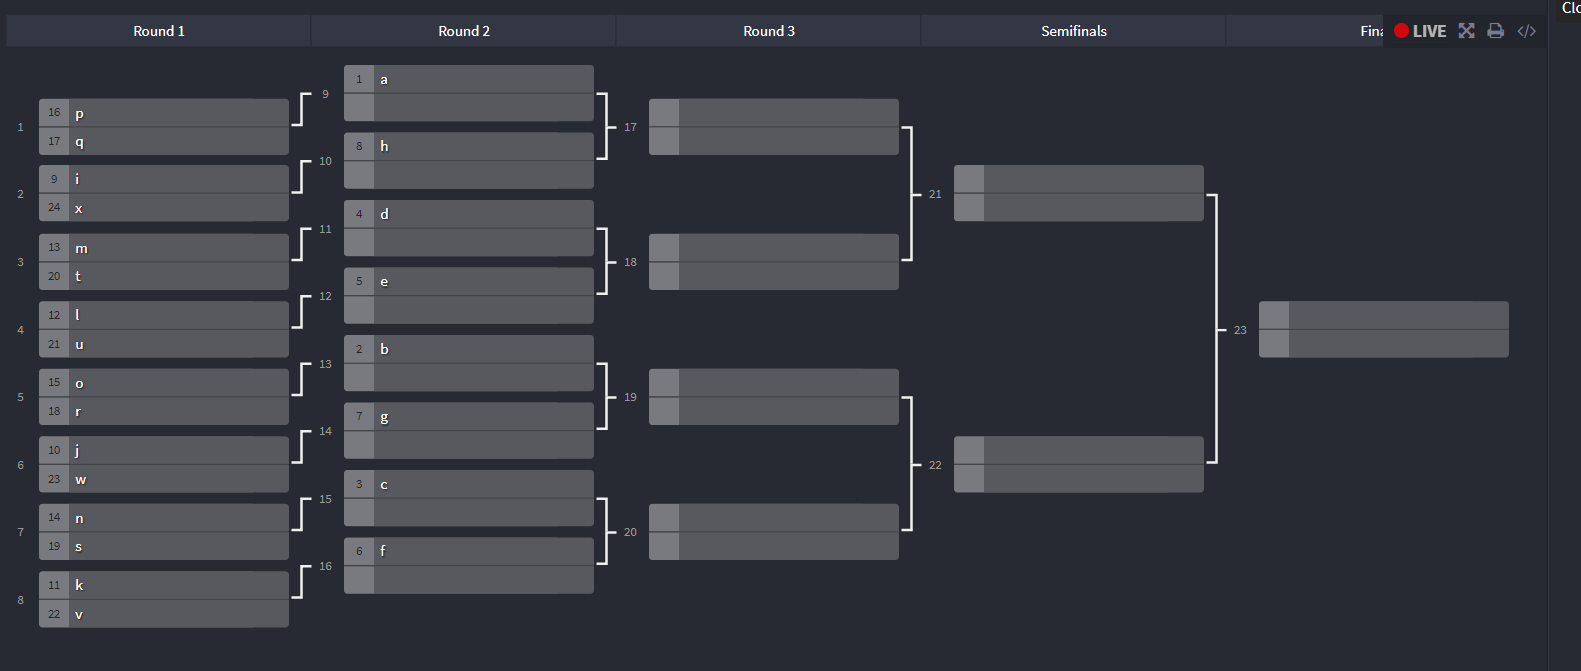 Clo
Round 1
Round 2
Round 3
Semifinals
Fina
LIVE
1
16 p
17 q
2
9 i
24 x
3
13 m
20 t
4
12 l
21 u
5
15 o
18 r
6
10 j
23 w
7
14 n
19 s
8
11 k
22 v
9
1 a
10
8 h
11
4 d
12
5 e
13
2 b
14
7 g
15
3 c
16
6 f
17
18
19
20
21
22
23